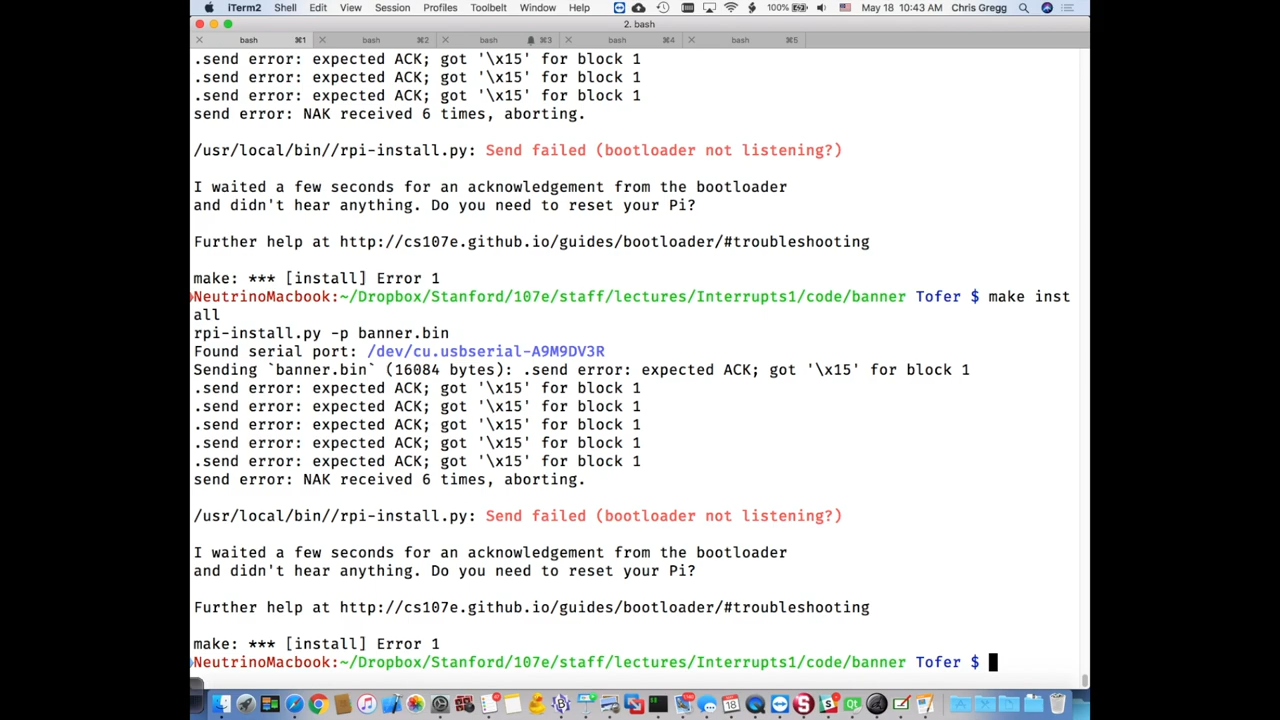 iTerm2 Shell Edit View Session Profiles Toolbelt Window Help 100% May 18 10:43 AM Chris Gregg
2. bash
bash ⌘1 bash ⌘2 bash ⌘3 bash ⌘4 bash ⌘5
.send error: expected ACK; got '\x15' for block 1
.send error: expected ACK; got '\x15' for block 1
.send error: expected ACK; got '\x15' for block 1
send error: NAK received 6 times, aborting.
/usr/local/bin//rpi-install.py: Send failed (bootloader not listening?)
I waited a few seconds for an acknowledgement from the bootloader
and didn't hear anything. Do you need to reset your Pi?
Further help at http://cs107e.github.io/guides/bootloader/#troubleshooting
make: *** [install] Error 1
NeutrinoMacbook:~/Dropbox/Stanford/107e/staff/lectures/Interrupts1/code/banner Tofer $ make inst
all
rpi-install.py -p banner.bin
Found serial port: /dev/cu.usbserial-A9M9DV3R
Sending `banner.bin` (16084 bytes): .send error: expected ACK; got '\x15' for block 1
.send error: expected ACK; got '\x15' for block 1
.send error: expected ACK; got '\x15' for block 1
.send error: expected ACK; got '\x15' for block 1
.send error: expected ACK; got '\x15' for block 1
.send error: expected ACK; got '\x15' for block 1
send error: NAK received 6 times, aborting.
/usr/local/bin//rpi-install.py: Send failed (bootloader not listening?)
I waited a few seconds for an acknowledgement from the bootloader
and didn't hear anything. Do you need to reset your Pi?
Further help at http://cs107e.github.io/guides/bootloader/#troubleshooting
make: *** [install] Error 1
NeutrinoMacbook:~/Dropbox/Stanford/107e/staff/lectures/Interrupts1/code/banner Tofer $